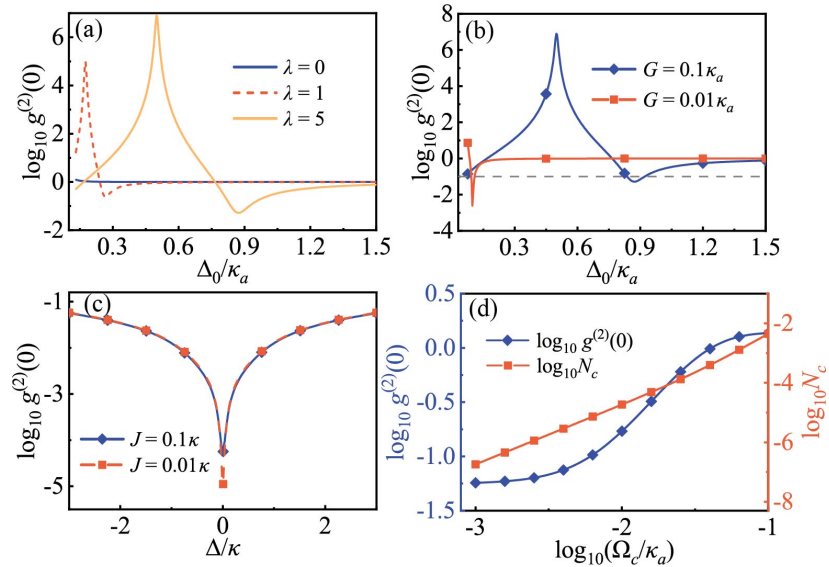 (a)
log₁₀ g⁽²⁾(0)
6
4
2
0
-2
λ = 0
λ = 1
λ = 5
0.3 0.6 0.9 1.2 1.5
Δ₀/κₐ
(b)
log₁₀ g⁽²⁾(0)
8
6
4
2
0
-2
-4
G = 0.1κₐ
G = 0.01κₐ
0.3 0.6 0.9 1.2 1.5
Δ₀/κₐ
(c)
log₁₀ g⁽²⁾(0)
-1
-3
-5
J = 0.1κ
J = 0.01κ
-2 0 2
Δ/κ
(d)
log₁₀ g⁽²⁾(0)
0.5
0.0
-0.5
-1.0
-1.5
log₁₀ g⁽²⁾(0)
log₁₀N꜀
-2
-4
-6
-8
log₁₀N꜀
-3 -2 -1
log₁₀(Ω꜀/κₐ)